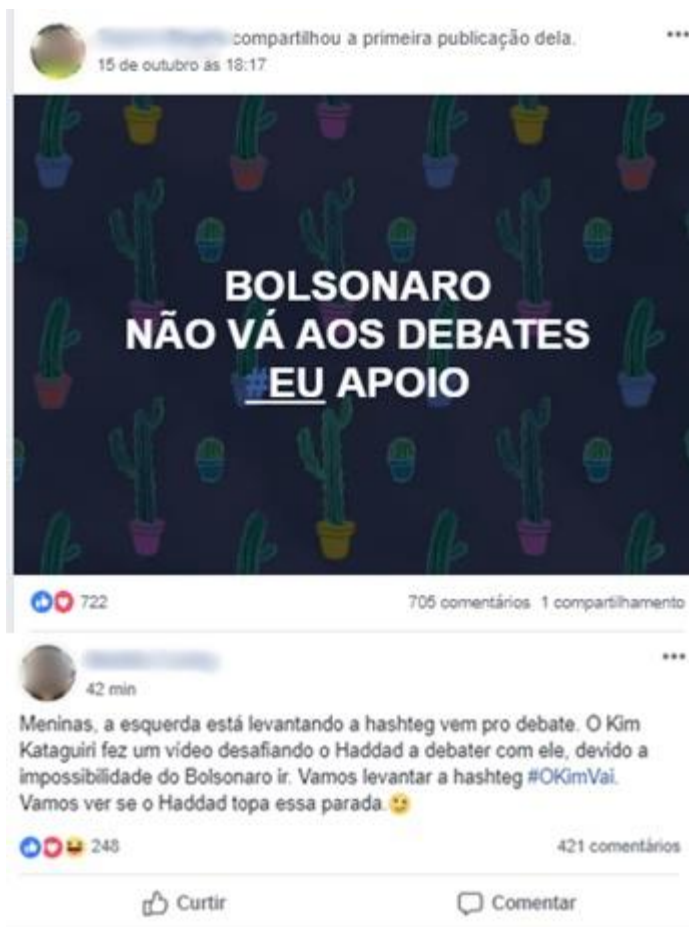 compartilhou a primeira publicação dela.
15 de outubro às 18:17
BOLSONARO
NÃO VÁ AOS DEBATES
#EU APOIO
722
705 comentários 1 compartilhamento
42 min
Meninas, a esquerda está levantando a hashteg vem pro debate. O Kim
Kataguiri fez um vídeo desafiando o Haddad a debater com ele, devido a
impossibilidade do Bolsonaro ir. Vamos levantar a hashteg #OKimVai.
Vamos ver se o Haddad topa essa parada.
248
421 comentários
Curtir
Comentar